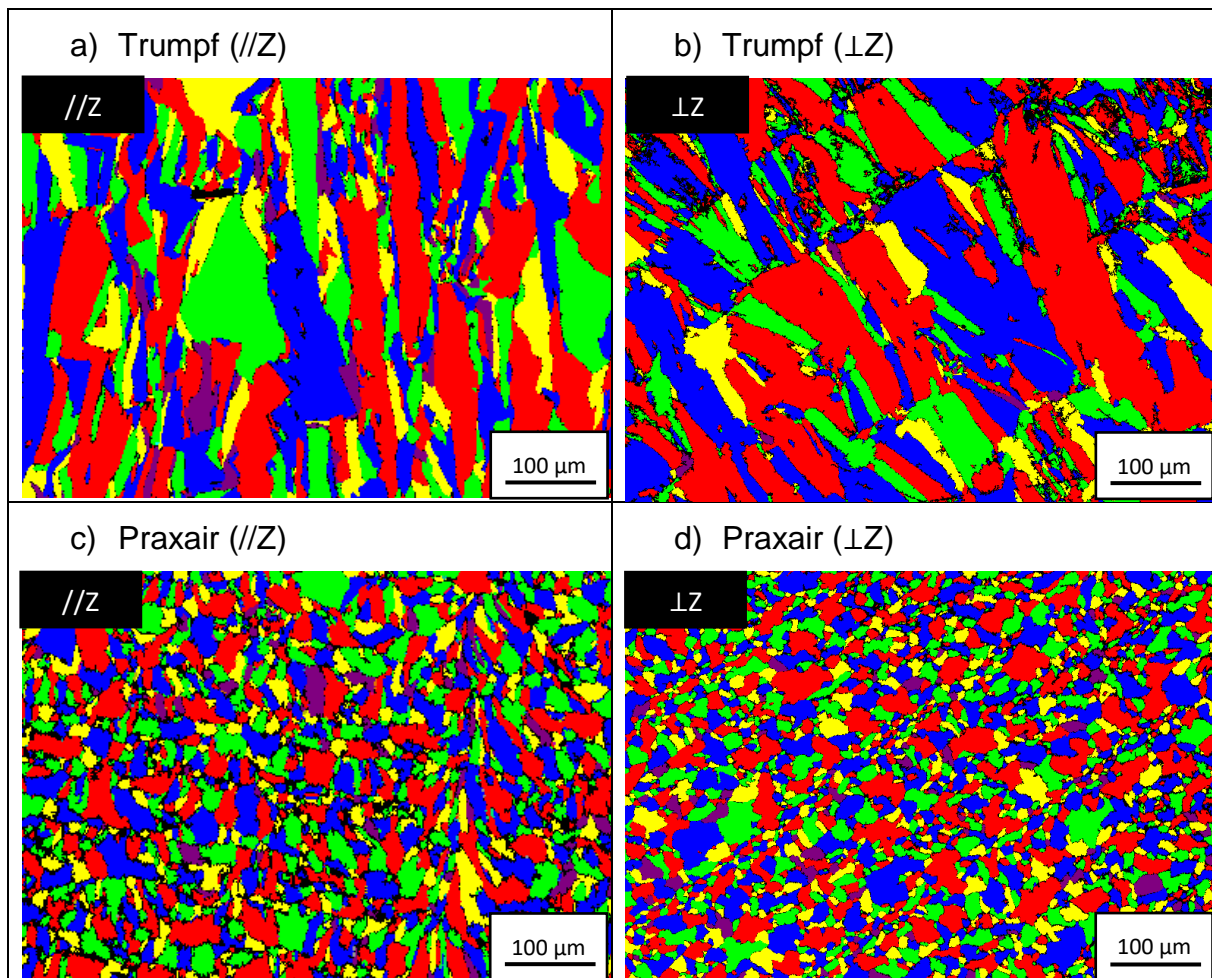 a) Trumpf (//Z)
//Z
100 µm
b) Trumpf (⊥Z)
⊥Z
100 µm
c) Praxair (//Z)
//Z
100 µm
d) Praxair (⊥Z)
⊥Z
100 µm